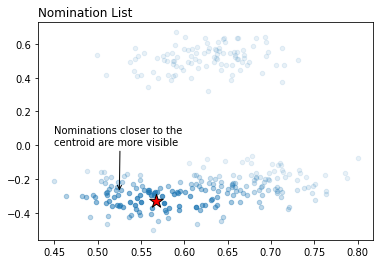 Nomination List
0.6
0.4
0.2
0.0
−0.2
−0.4
Nominations closer to the
centroid are more visible
0.45 0.50 0.55 0.60 0.65 0.70 0.75 0.80